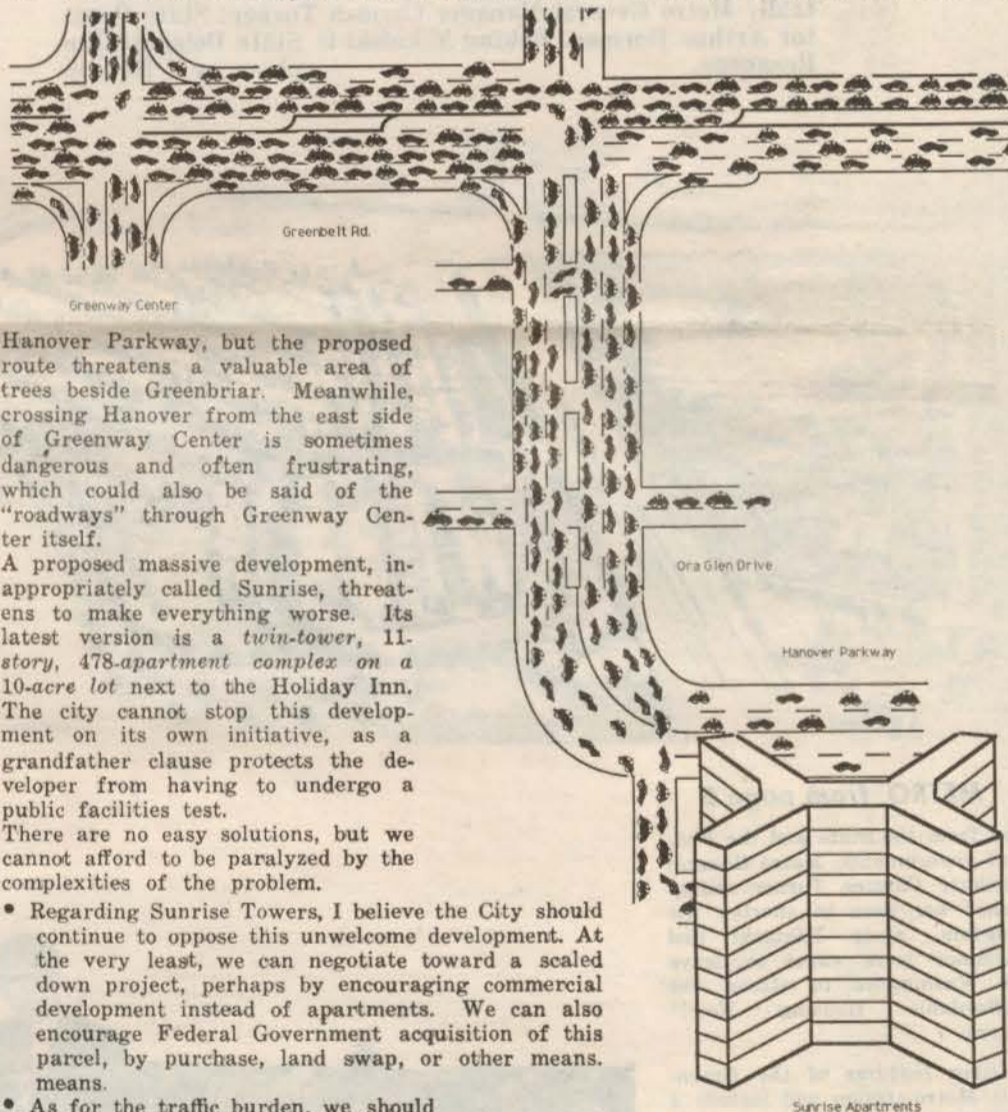 Greenbelt Rd.
Greenway Center
Hanover Parkway, but the proposed
route threatens a valuable area of
trees beside Greenbriar. Meanwhile,
crossing Hanover from the east side
of Greenway Center is sometimes
dangerous and often frustrating,
which could also be said of the
"roadways" through Greenway Cen-
ter itself.
A proposed massive development, in-
appropriately called Sunrise, threat-
ens to make everything worse. Its
latest version is a twin-tower, 11-
story, 478-apartment complex on a
10-acre lot next to the Holiday Inn.
The city cannot stop this develop-
ment on its own initiative, as a
grandfather clause protects the de-
veloper from having to undergo a
public facilities test.
There are no easy solutions, but we
cannot afford to be paralyzed by the
complexities of the problem.
• Regarding Sunrise Towers, I believe the City should
continue to oppose this unwelcome development. At
the very least, we can negotiate toward a scaled
down project, perhaps by encouraging commercial
development instead of apartments. We can also
encourage Federal Government acquisition of this
parcel, by purchase, land swap, or other means.
means.
• As for the traffic burden, we should
Ora Glen Drive
Hanover Parkway
Sunrise Apartments